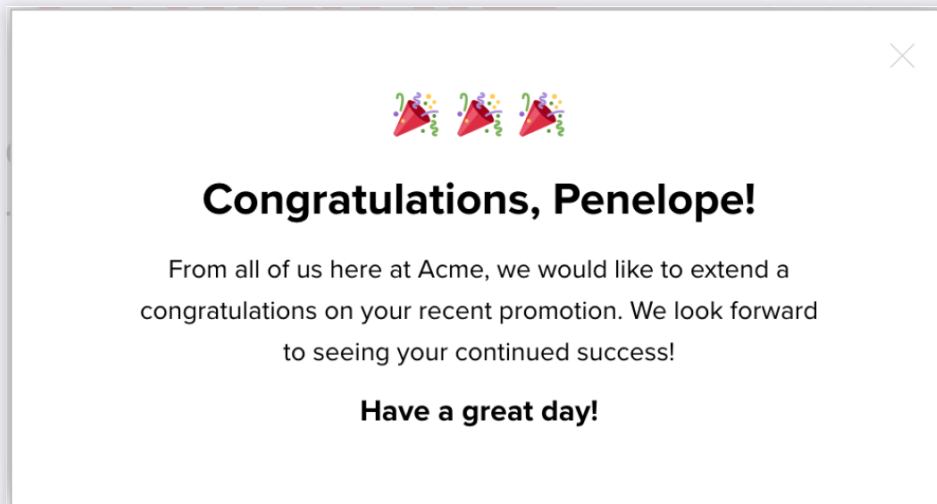 Congratulations, Penelope!
From all of us here at Acme, we would like to extend a
congratulations on your recent promotion. We look forward
to seeing your continued success!
Have a great day!